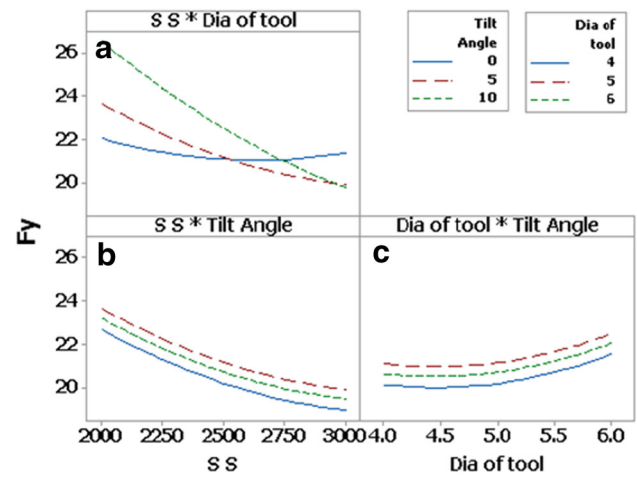 S S * Dia of tool
a
26
24
22
20
Tilt
Angle
0
5
10
Dia of
tool
4
5
6
Fy
S S * Tilt Angle
Dia of tool * Tilt Angle
b
c
26
24
22
20
2000 2250 2500 2750 3000 4.0 4.5 5.0 5.5 6.0
S S
Dia of tool